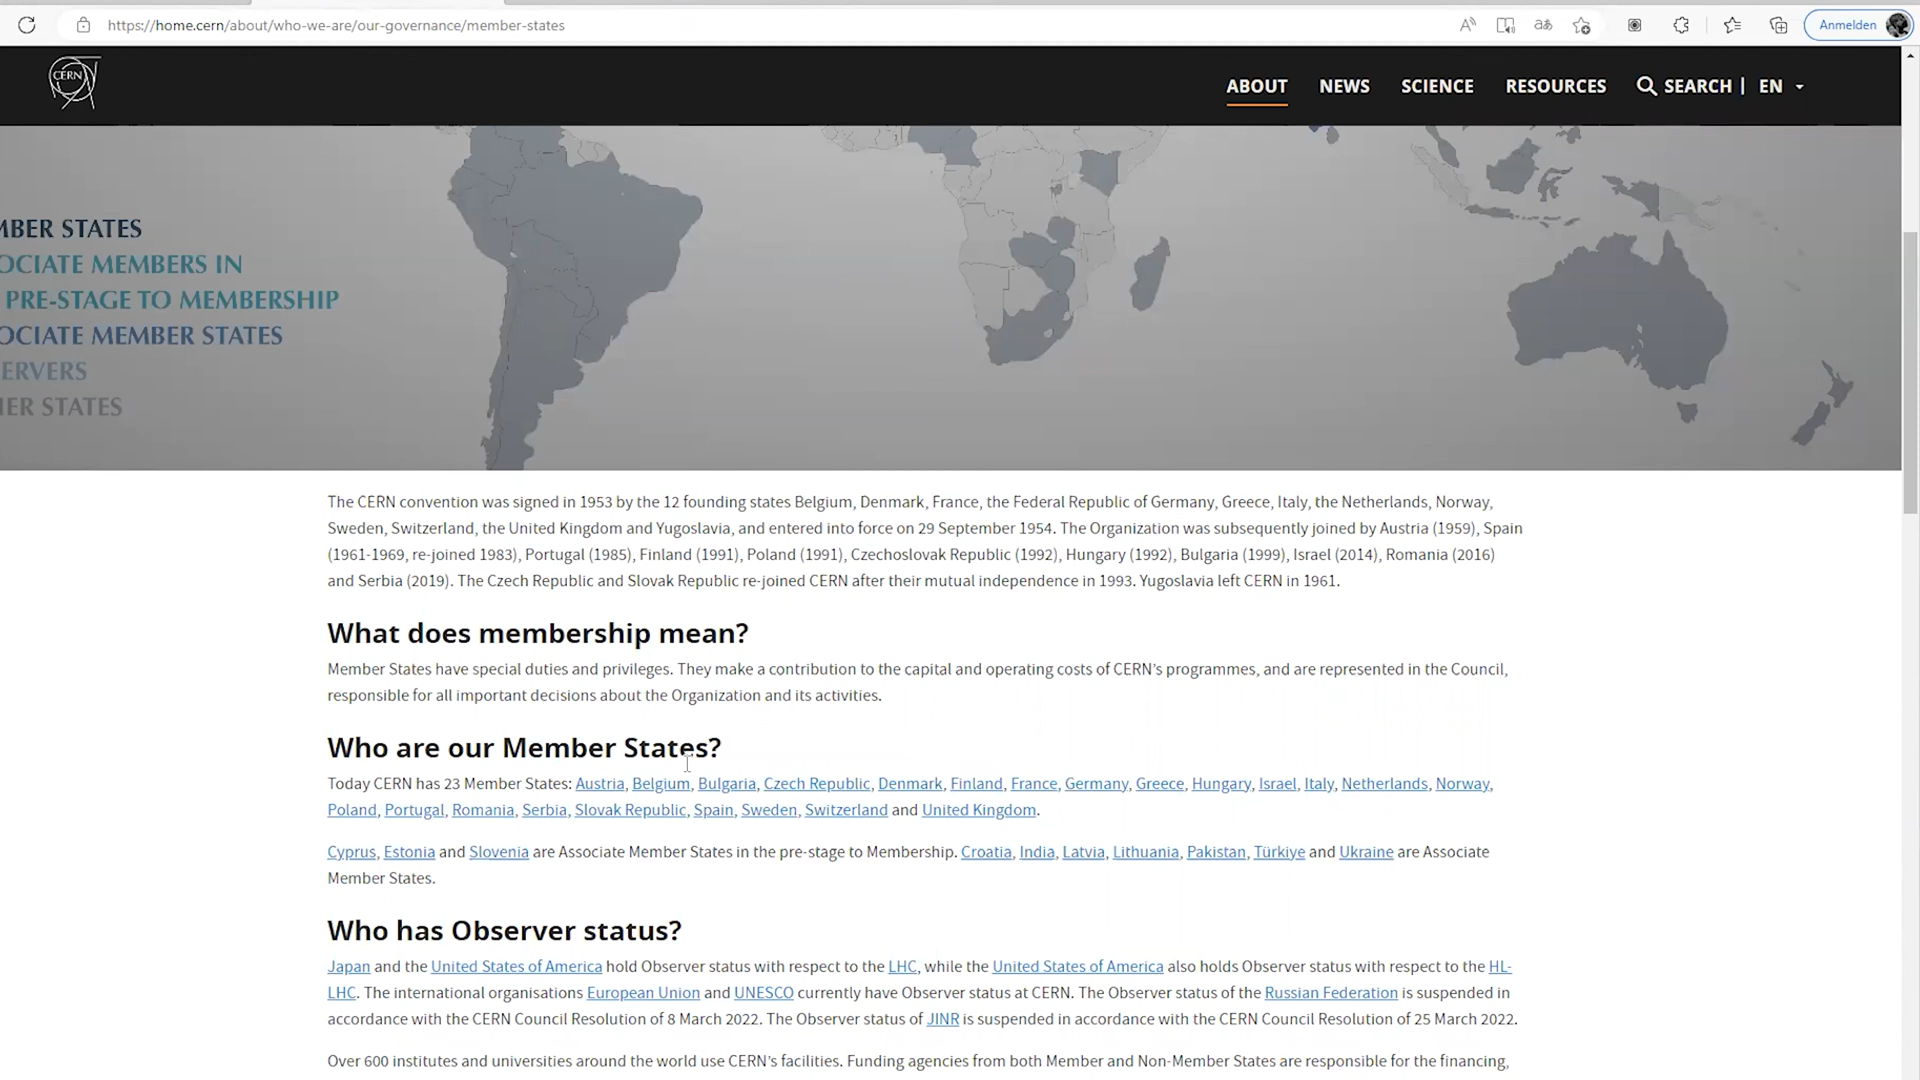 https://home.cern/about/who-we-are/our-governance/member-states
Anmelden
CERN
ABOUT NEWS SCIENCE RESOURCES SEARCH | EN
MBER STATES
OCIATE MEMBERS IN
PRE-STAGE TO MEMBERSHIP
OCIATE MEMBER STATES
ERVERS
HER STATES
The CERN convention was signed in 1953 by the 12 founding states Belgium, Denmark, France, the Federal Republic of Germany, Greece, Italy, the Netherlands, Norway,
Sweden, Switzerland, the United Kingdom and Yugoslavia, and entered into force on 29 September 1954. The Organization was subsequently joined by Austria (1959), Spain
(1961-1969, re-joined 1983), Portugal (1985), Finland (1991), Poland (1991), Czechoslovak Republic (1992), Hungary (1992), Bulgaria (1999), Israel (2014), Romania (2016)
and Serbia (2019). The Czech Republic and Slovak Republic re-joined CERN after their mutual independence in 1993. Yugoslavia left CERN in 1961.
What does membership mean?
Member States have special duties and privileges. They make a contribution to the capital and operating costs of CERN's programmes, and are represented in the Council,
responsible for all important decisions about the Organization and its activities.
Who are our Member States?
Today CERN has 23 Member States: Austria, Belgium, Bulgaria, Czech Republic, Denmark, Finland, France, Germany, Greece, Hungary, Israel, Italy, Netherlands, Norway,
Poland, Portugal, Romania, Serbia, Slovak Republic, Spain, Sweden, Switzerland and United Kingdom.
Cyprus, Estonia and Slovenia are Associate Member States in the pre-stage to Membership. Croatia, India, Latvia, Lithuania, Pakistan, Türkiye and Ukraine are Associate
Member States.
Who has Observer status?
Japan and the United States of America hold Observer status with respect to the LHC, while the United States of America also holds Observer status with respect to the HL-
LHC. The international organisations European Union and UNESCO currently have Observer status at CERN. The Observer status of the Russian Federation is suspended in
accordance with the CERN Council Resolution of 8 March 2022. The Observer status of JINR is suspended in accordance with the CERN Council Resolution of 25 March 2022.
Over 600 institutes and universities around the world use CERN's facilities. Funding agencies from both Member and Non-Member States are responsible for the financing,